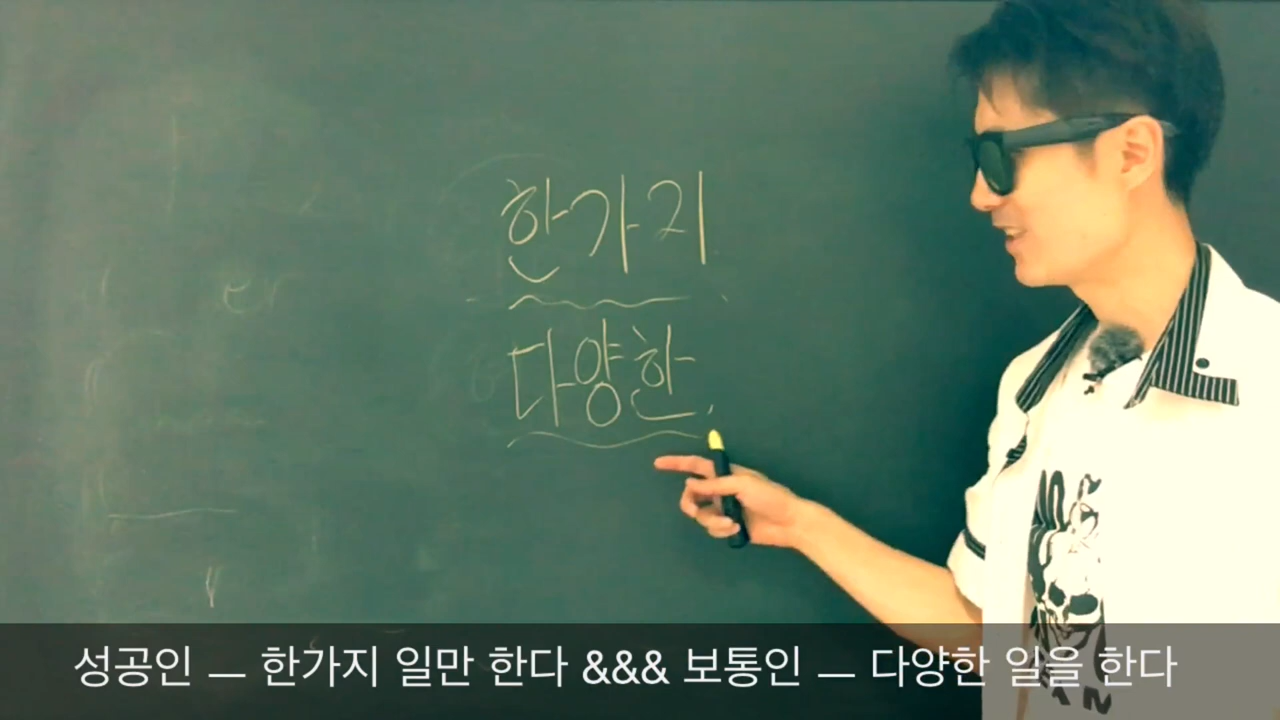 한가지
다양한
성공인 ㅡ 한가지 일만 한다 &&& 보통인 ㅡ 다양한 일을 한다